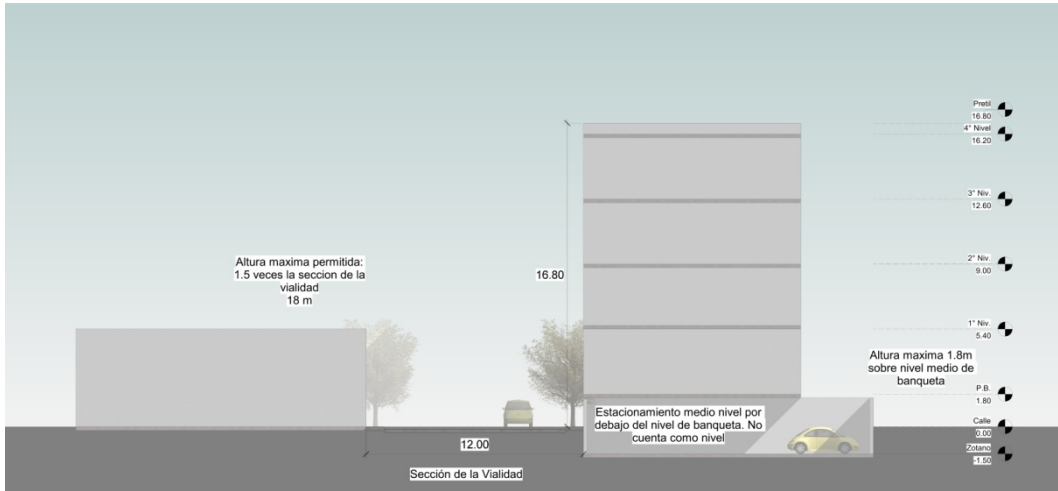 Pretil
16.80
4° Nivel
16.20
3° Niv.
12.60
Altura maxima permitida:
1.5 veces la seccion de la
vialidad
18 m
16.80
2° Niv.
9.00
1° Niv.
5.40
Altura maxima 1.8m
sobre nivel medio de
banqueta
P.B.
1.80
Estacionamiento medio nivel por
debajo del nivel de banqueta. No
cuenta como nivel
Calle
0.00
12.00
Zotano
-1.50
Sección de la Vialidad